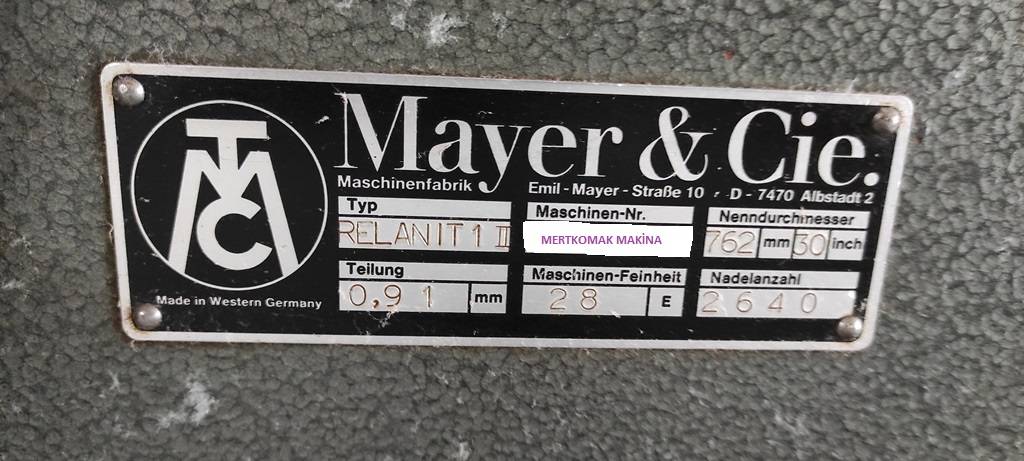 TMC
Mayer & Cie.
Maschinenfabrik Emil-Mayer-Straße 10 · D-7470 Albstadt 2
Typ Maschinen-Nr. Nenndurchmesser
RELANIT 1 II MERTKOMAK MAKİNA 762 mm 30 inch
Teilung Maschinen-Feinheit Nadelanzahl
0,91 mm 28 E 2640
Made in Western Germany